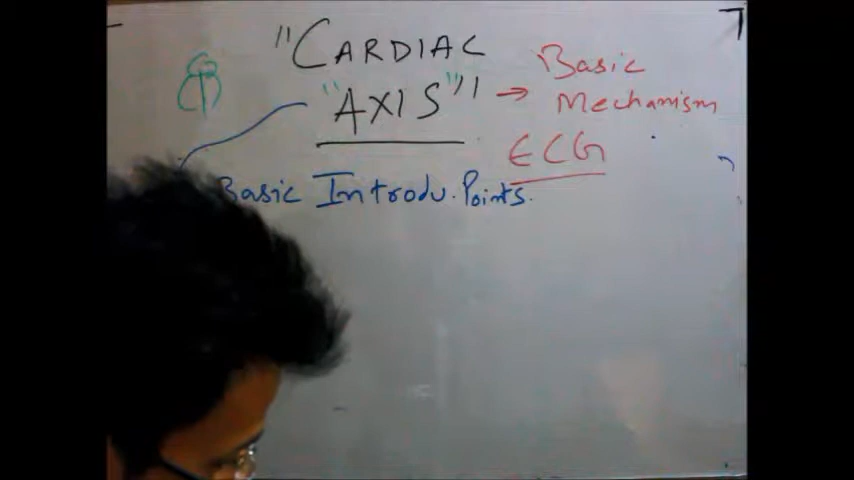 "CARDIAC
"AXIS"" → Basic
Mechanism
ECG
Basic Introdu. Points.